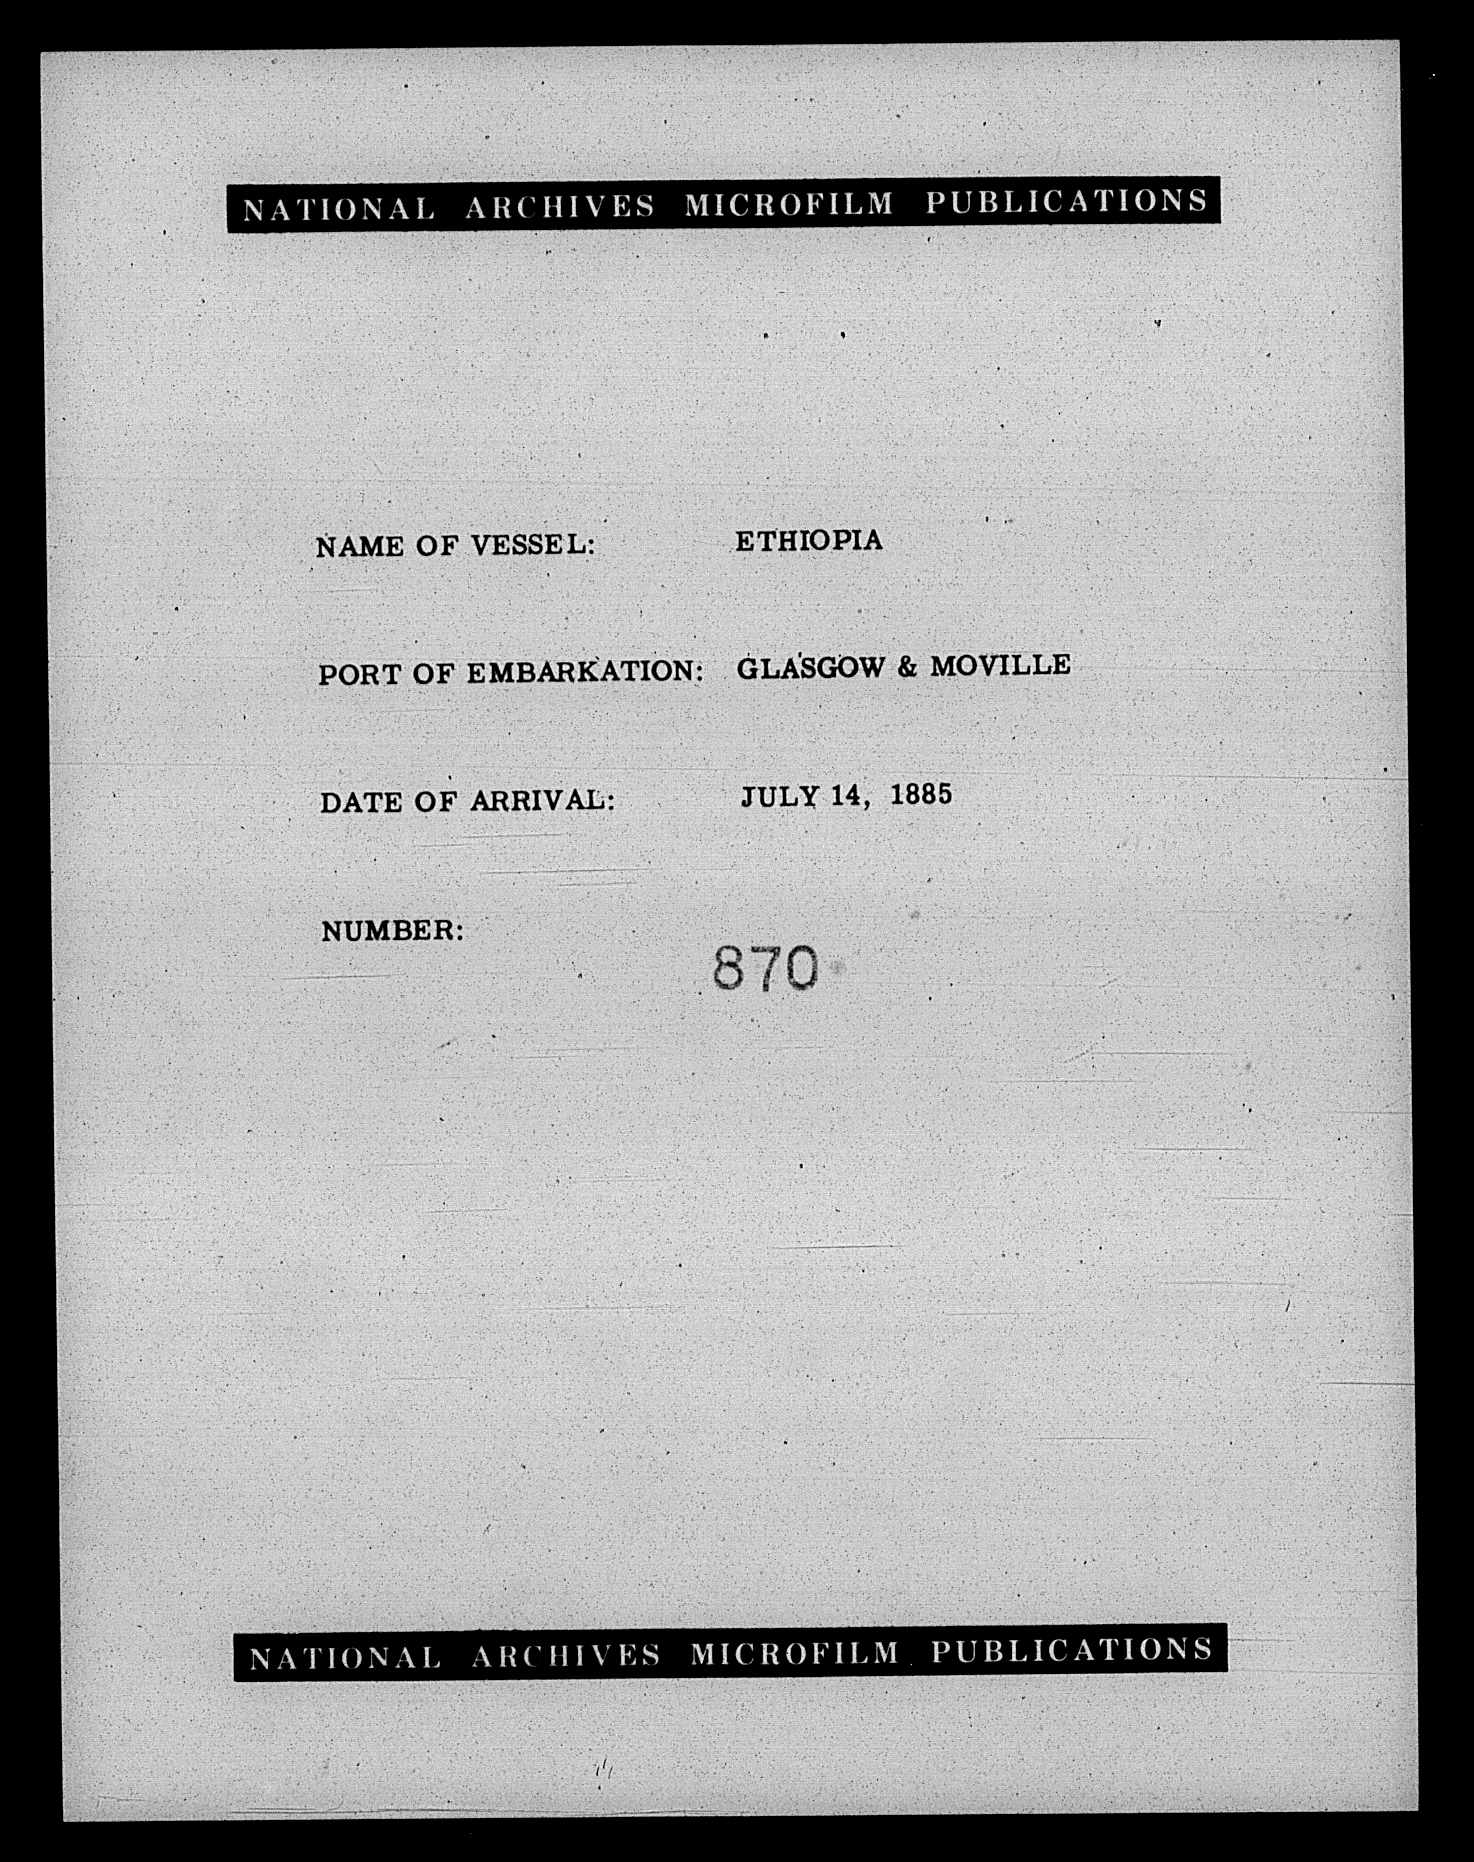 NATIONAL ARCHIVES MICROFILM PUBLICATIONS
NAME OF VESSEL: ETHIOPIA
PORT OF EMBARKATION: GLASGOW & MOVILLE
DATE OF ARRIVAL: JULY 14, 1885
NUMBER:
870
NATIONAL ARCHIVES MICROFILM PUBLICATIONS